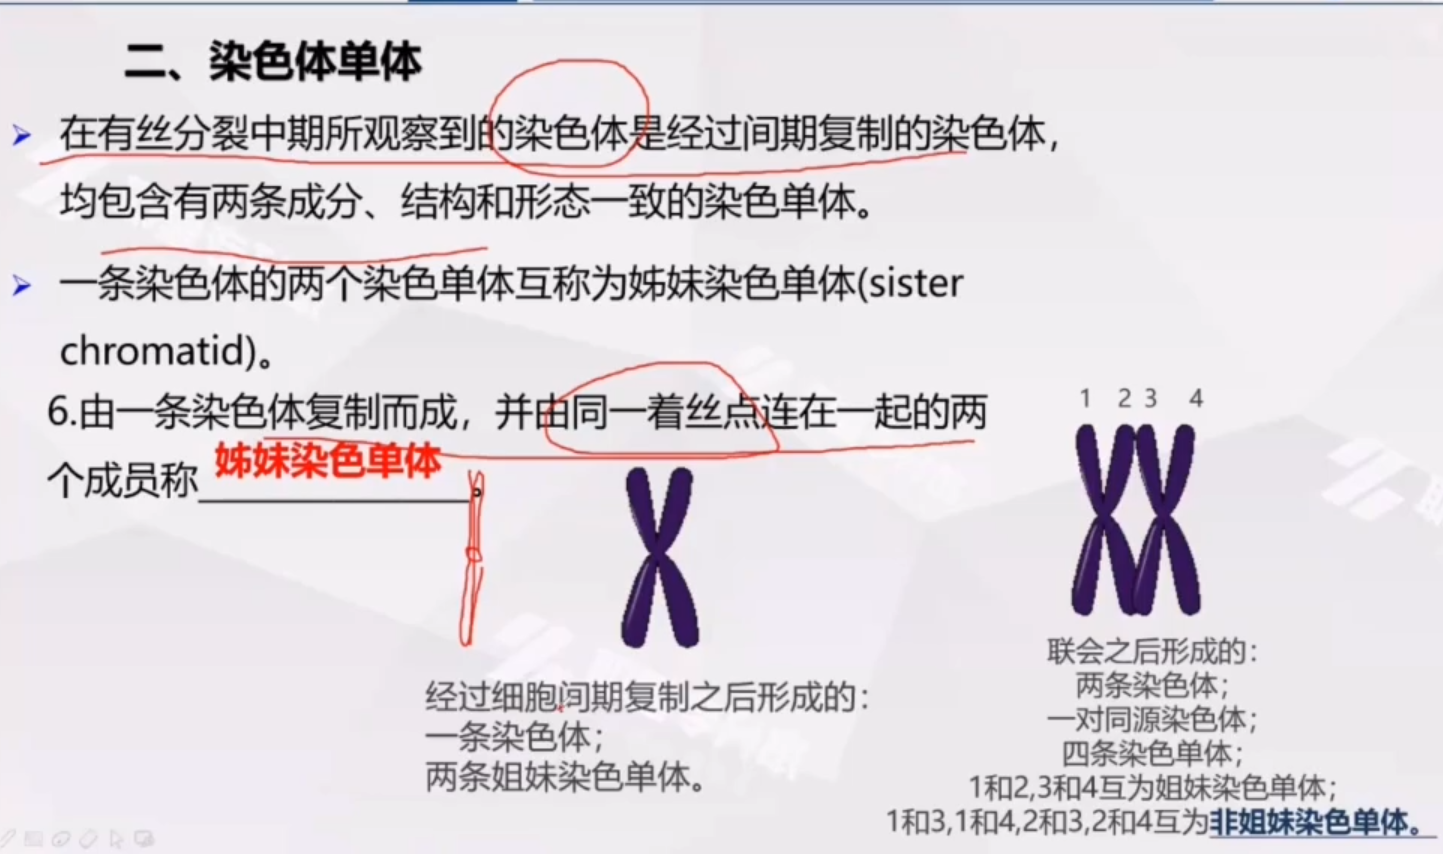 二、染色体单体
在有丝分裂中期所观察到的染色体是经过间期复制的染色体，
均包含有两条成分、结构和形态一致的染色单体。
一条染色体的两个染色单体互称为姊妹染色单体(sister
chromatid)。
6.由一条染色体复制而成，并由同一着丝点连在一起的两
个成员称姊妹染色单体。
经过细胞间期复制之后形成的：
一条染色体；
两条姐妹染色单体。
1 2 3 4
联会之后形成的：
两条染色体；
一对同源染色体；
四条染色单体；
1和2,3和4互为姐妹染色单体；
1和3,1和4,2和3,2和4互为非姐妹染色单体。